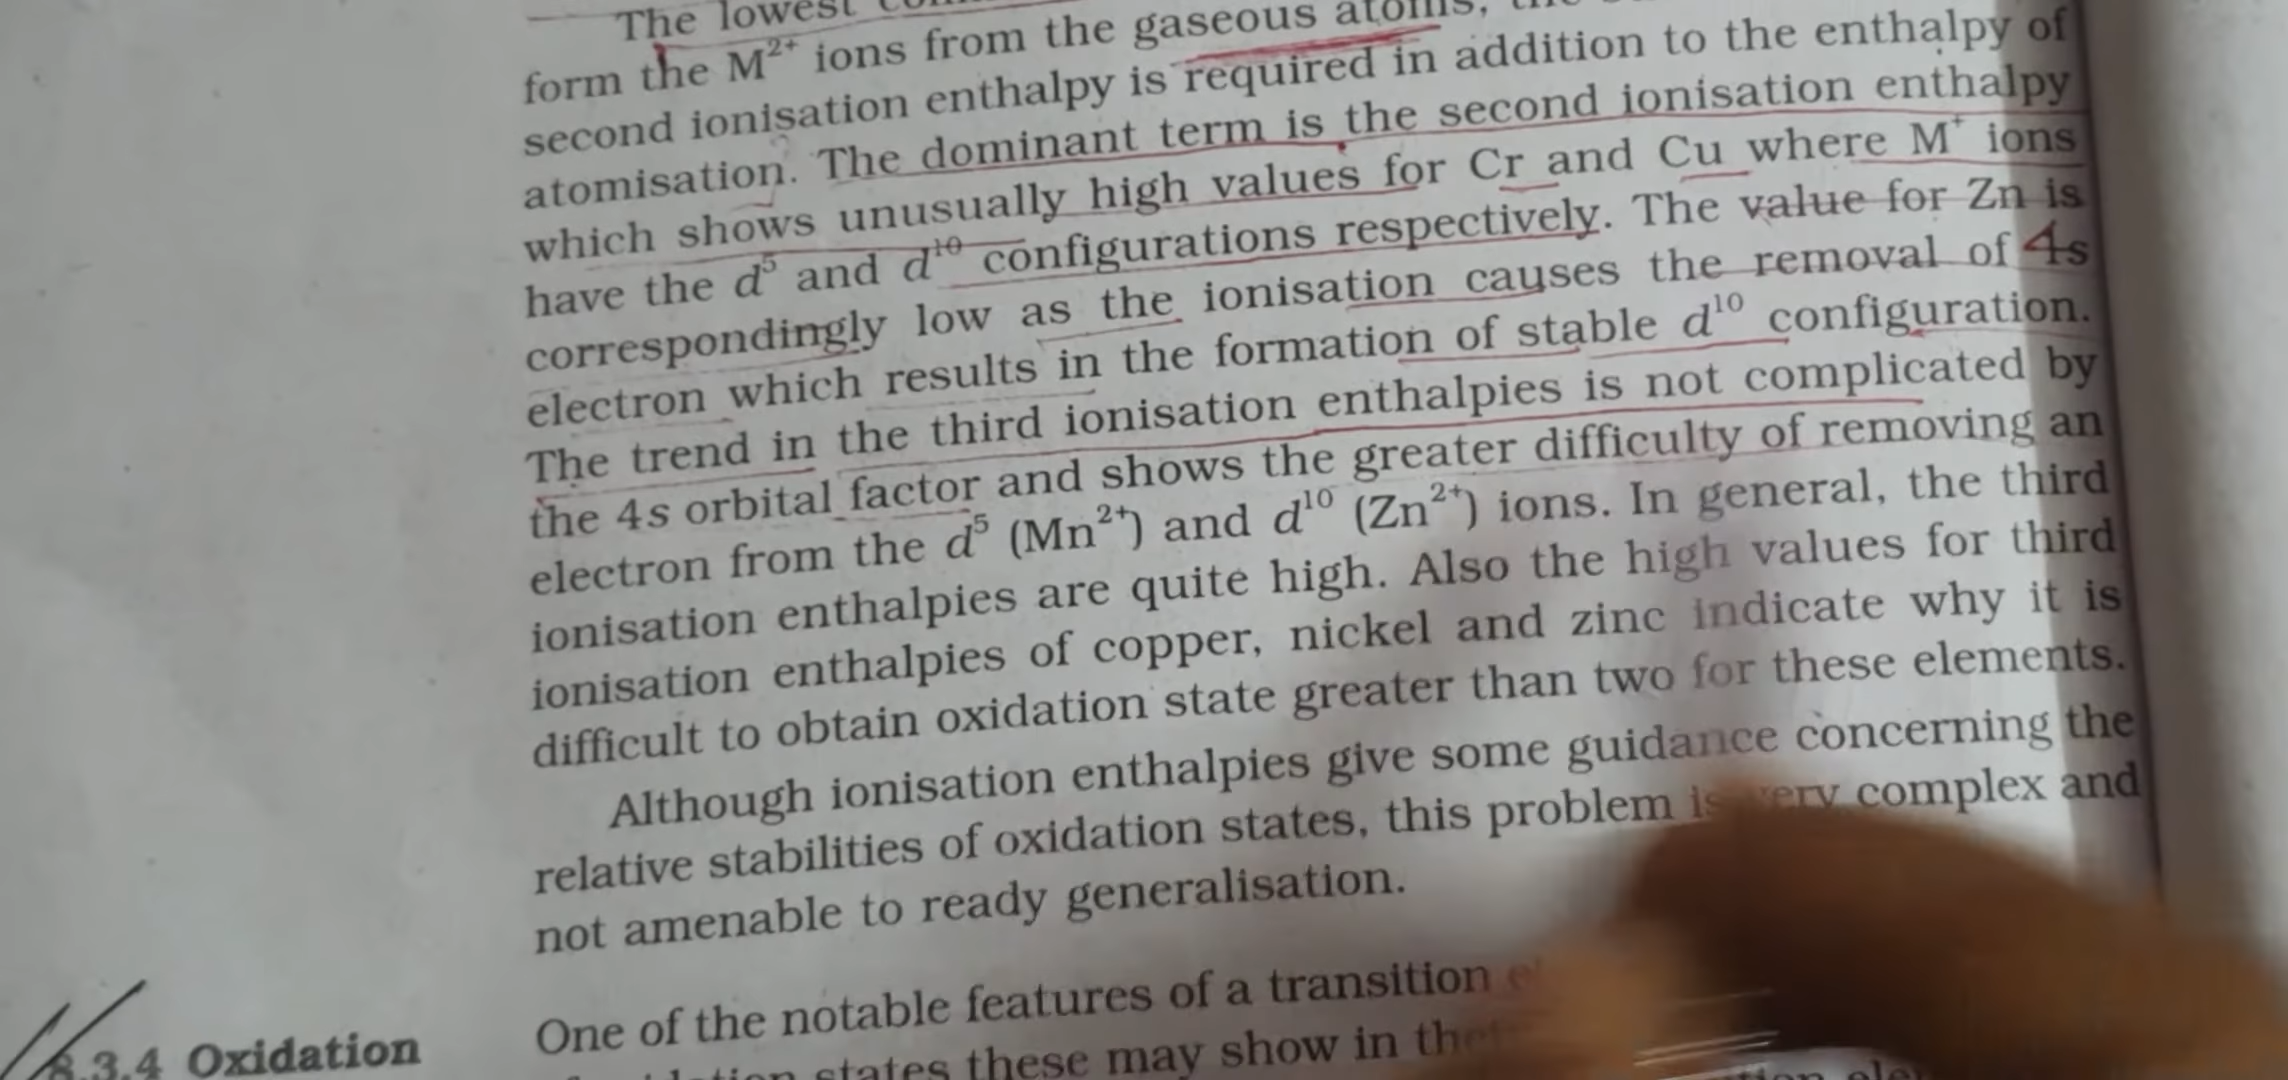 The lowest
form the M²⁺ ions from the gaseous atoms,
second ionisation enthalpy is required in addition to the enthalpy of
atomisation. The dominant term is the second ionisation enthalpy
which shows unusually high values for Cr and Cu where M⁺ ions
have the d⁵ and d¹⁰ configurations respectively. The value for Zn is
correspondingly low as the ionisation causes the removal of 4s
electron which results in the formation of stable d¹⁰ configuration.
The trend in the third ionisation enthalpies is not complicated by
the 4s orbital factor and shows the greater difficulty of removing an
electron from the d⁵ (Mn²⁺) and d¹⁰ (Zn²⁺) ions. In general, the third
ionisation enthalpies are quite high. Also the high values for third
ionisation enthalpies of copper, nickel and zinc indicate why it is
difficult to obtain oxidation state greater than two for these elements.
Although ionisation enthalpies give some guidance concerning the
relative stabilities of oxidation states, this problem is very complex and
not amenable to ready generalisation.
8.3.4 Oxidation
One of the notable features of a transition
states these may show in